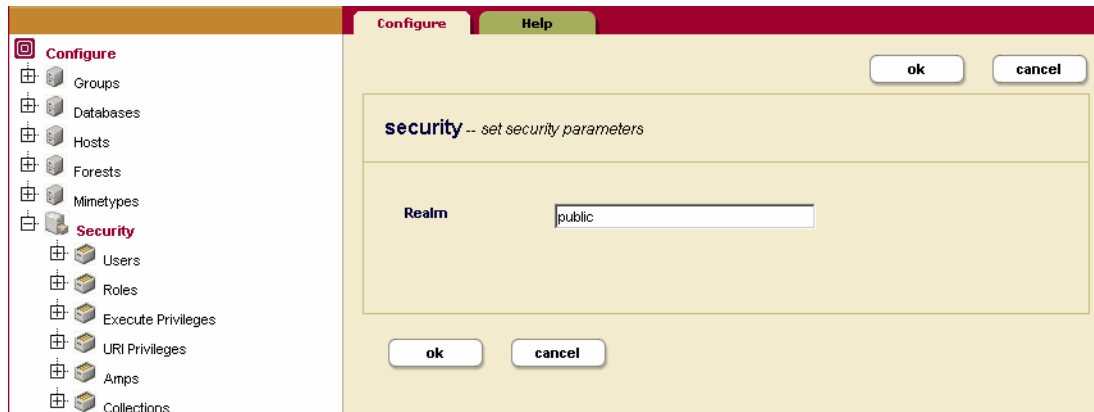 Configure
Help
Configure
Groups
Databases
Hosts
Forests
Mimetypes
Security
Users
Roles
Execute Privileges
URI Privileges
Amps
Collections
ok
cancel
security -- set security parameters
Realm
public
ok
cancel